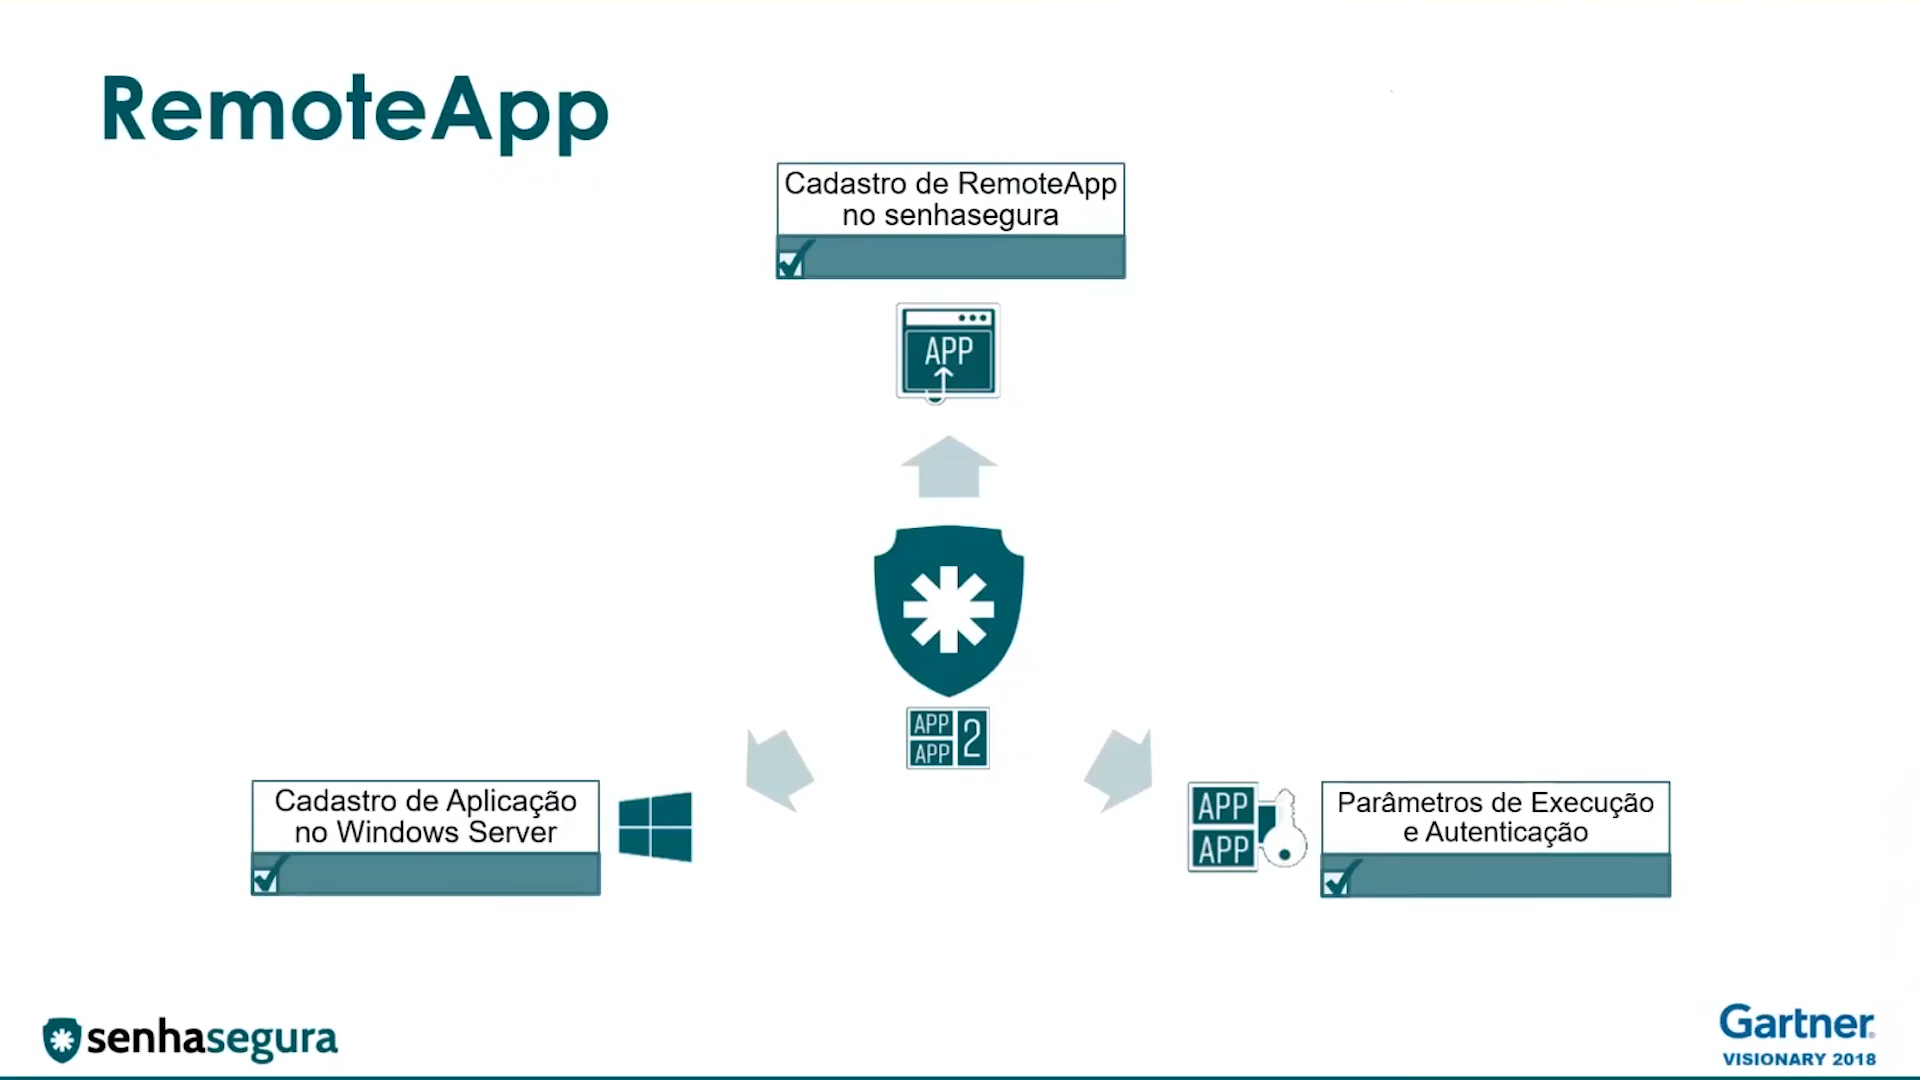 RemoteApp
Cadastro de RemoteApp
no senhasegura
APP
APP
APP
2
Cadastro de Aplicação
no Windows Server
APP
APP
Parâmetros de Execução
e Autenticação
senhasegura
Gartner
VISIONARY 2018